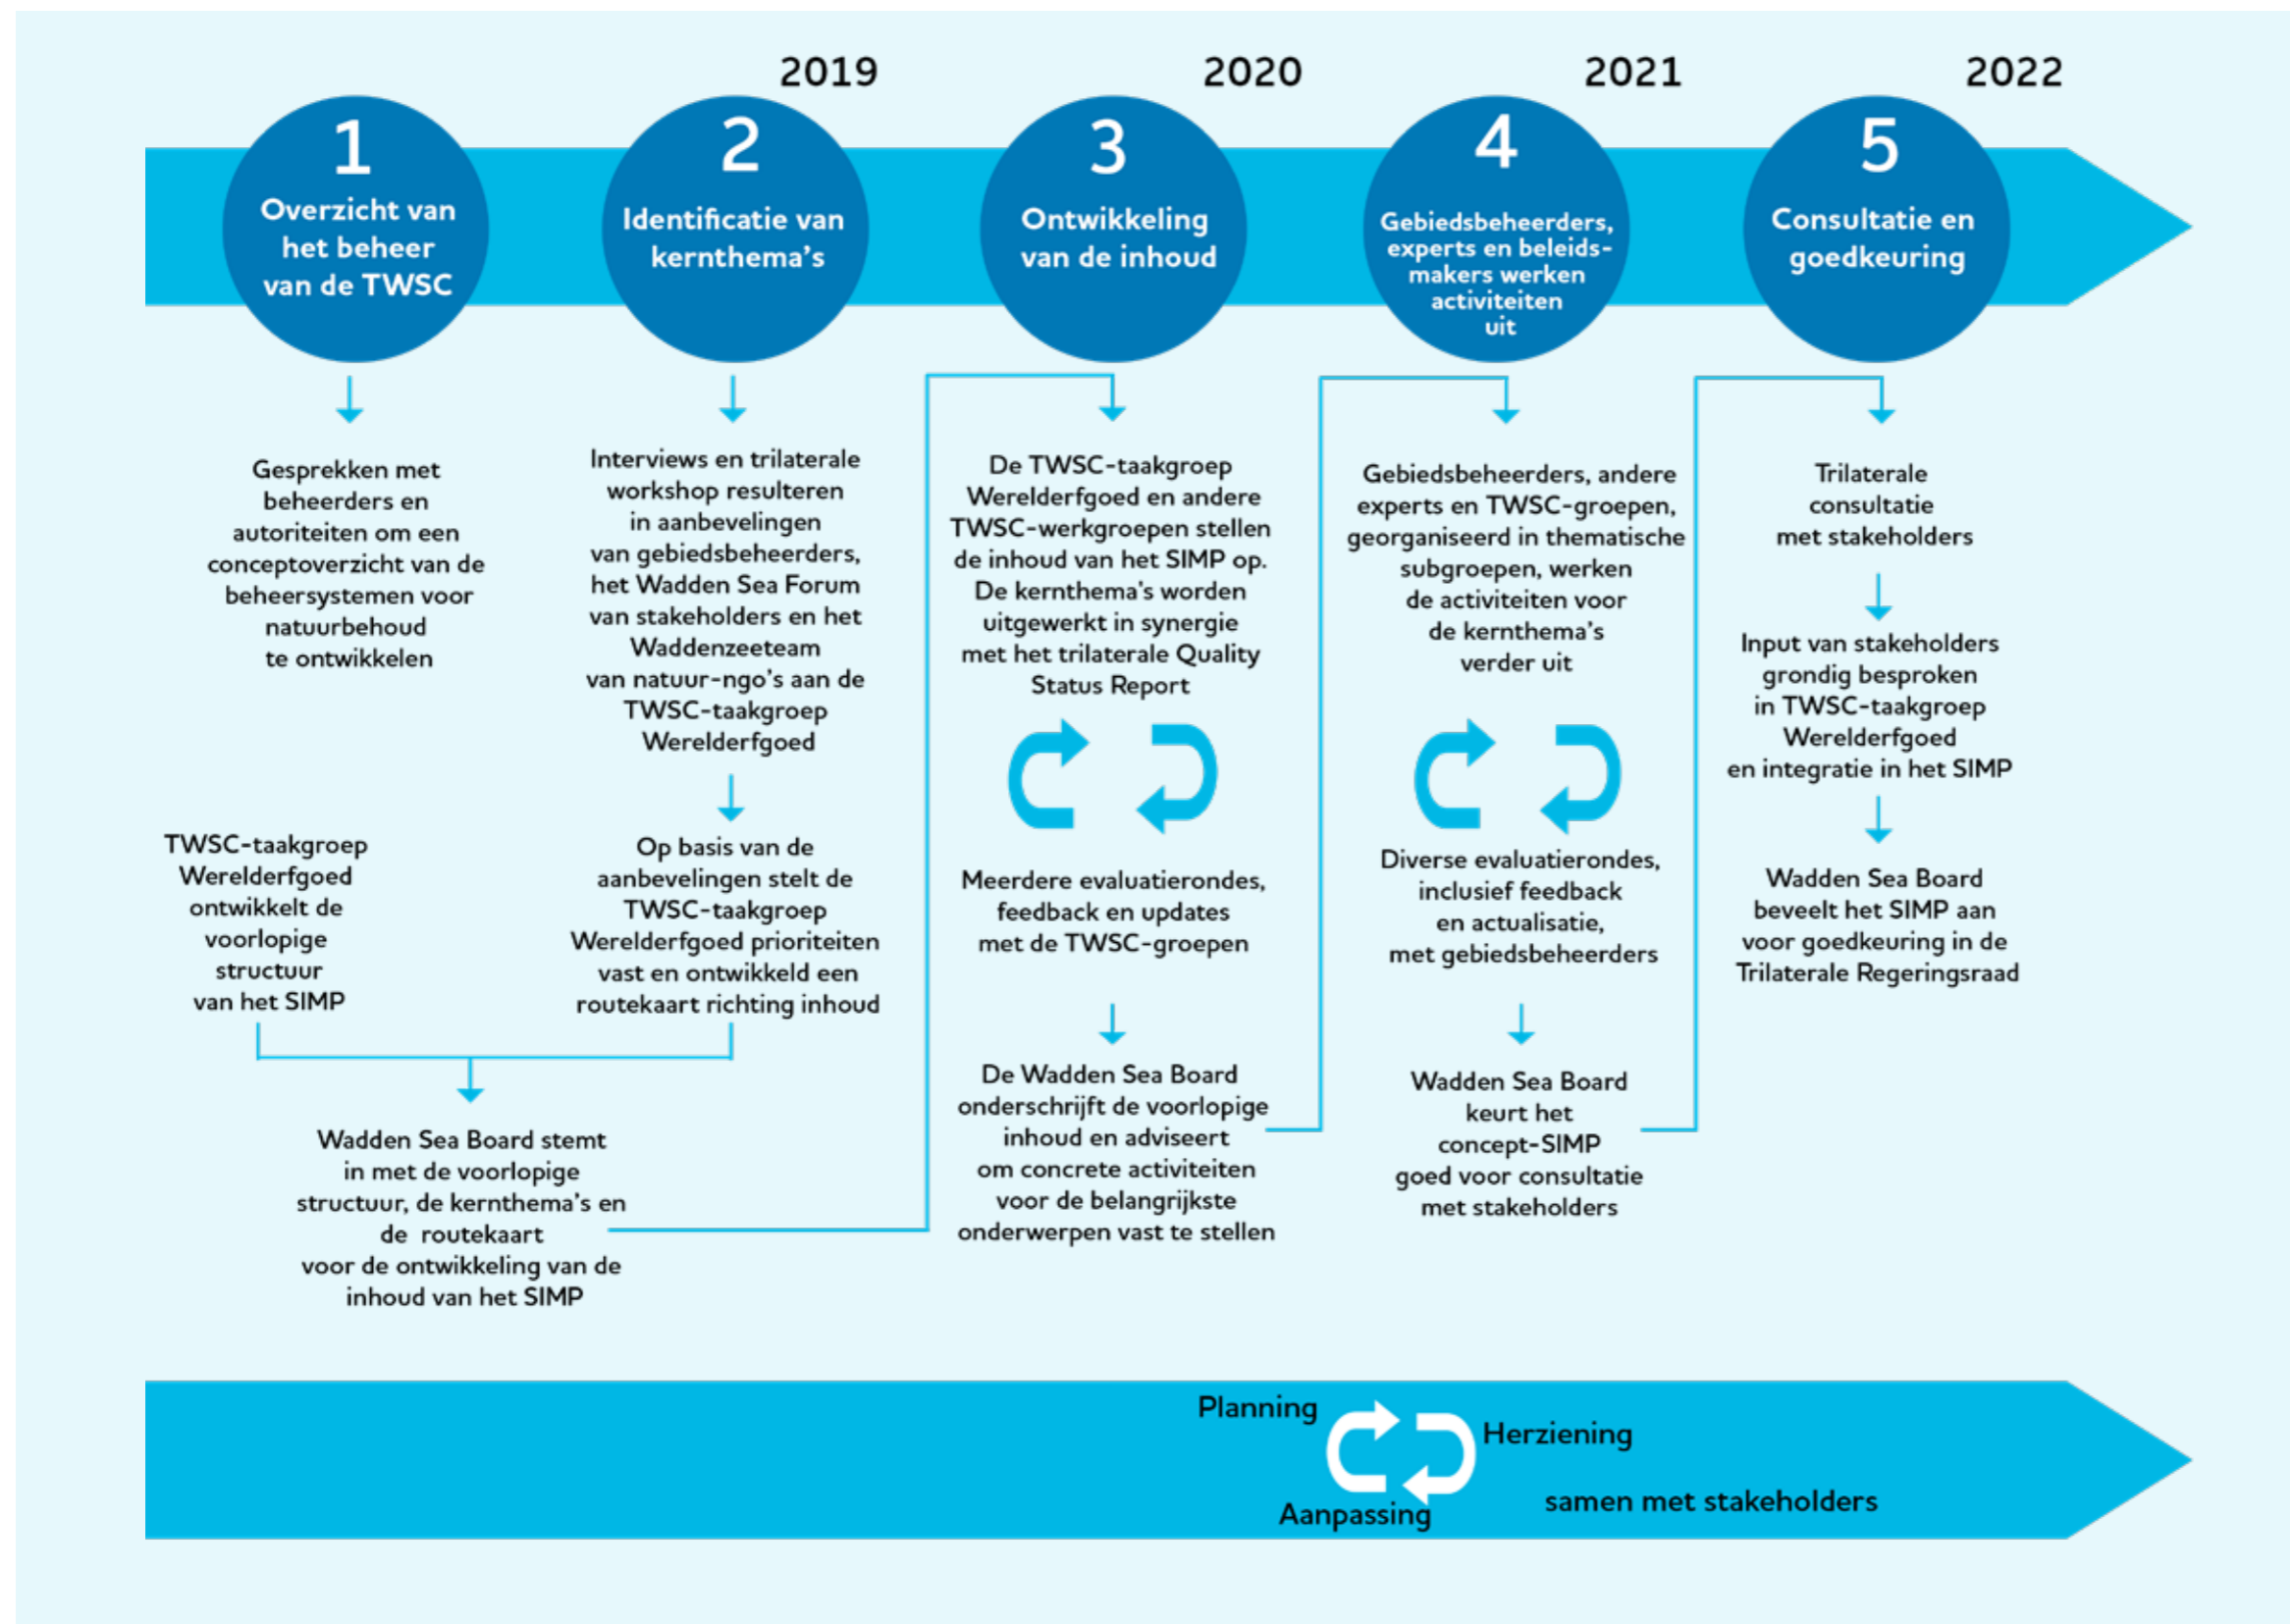 2019
2020
2021
2022
1
Overzicht van
het beheer
van de TWSC
2
Identificatie van
kernthema's
3
Ontwikkeling
van de inhoud
4
Gebiedsbeheerders,
experts en beleids-
makers werken
activiteiten
uit
5
Consultatie en
goedkeuring
Gesprekken met
beheerders en
autoriteiten om een
conceptoverzicht van de
beheersystemen voor
natuurbehoud
te ontwikkelen
TWSC-taakgroep
Werelderfgoed
ontwikkelt de
voorlopige
structuur
van het SIMP
Interviews en trilaterale
workshop resulteren
in aanbevelingen
van gebiedsbeheerders,
het Wadden Sea Forum
van stakeholders en het
Waddenzeeteam
van natuur-ngo's aan de
TWSC-taakgroep
Werelderfgoed
Op basis van de
aanbevelingen stelt de
TWSC-taakgroep
Werelderfgoed prioriteiten
vast en ontwikkeld een
routekaart richting inhoud
Wadden Sea Board stemt
in met de voorlopige
structuur, de kernthema's en
de routekaart
voor de ontwikkeling van de
inhoud van het SIMP
De TWSC-taakgroep
Werelderfgoed en andere
TWSC-werkgroepen stellen
de inhoud van het SIMP op.
De kernthema's worden
uitgewerkt in synergie
met het trilaterale Quality
Status Report
Meerdere evaluatierondes,
feedback en updates
met de TWSC-groepen
De Wadden Sea Board
onderschrijft de voorlopige
inhoud en adviseert
om concrete activiteiten
voor de belangrijkste
onderwerpen vast te stellen
Gebiedsbeheerders, andere
experts en TWSC-groepen,
georganiseerd in thematische
subgroepen, werken
de activiteiten voor
de kernthema's
verder uit
Diverse evaluatierondes,
inclusief feedback
en actualisatie,
met gebiedsbeheerders
Wadden Sea Board
keurt het
concept-SIMP
goed voor consultatie
met stakeholders
Trilaterale
consultatie
met stakeholders
Input van stakeholders
grondig besproken
in TWSC-taakgroep
Werelderfgoed
en integratie in het SIMP
Wadden Sea Board
beveelt het SIMP aan
voor goedkeuring in de
Trilaterale Regeringsraad
Planning
Herziening
Aanpassing
samen met stakeholders